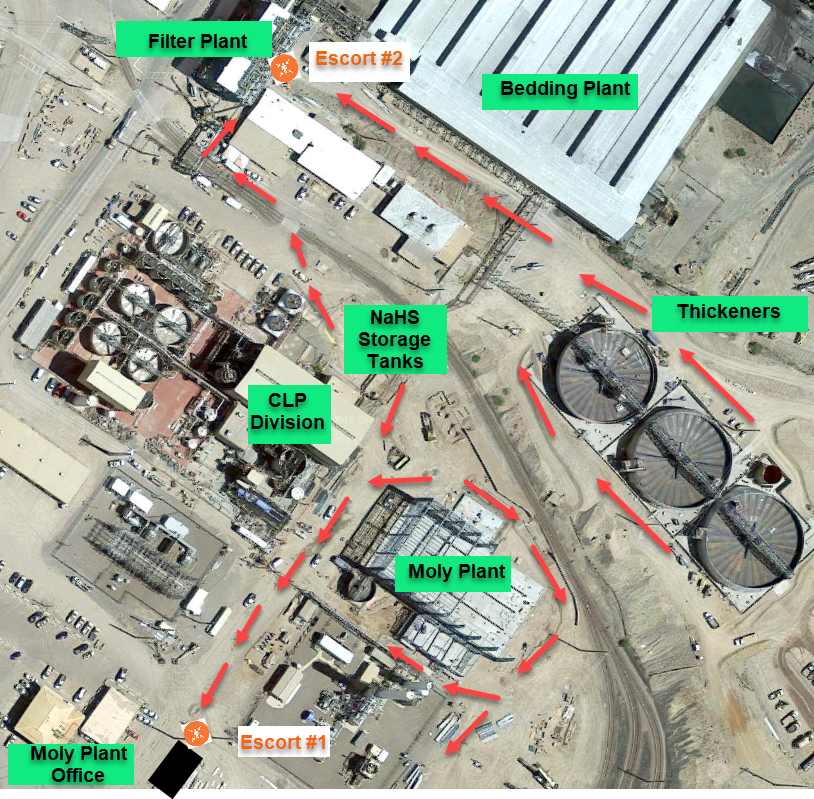 Filter Plant
Escort #2
Bedding Plant
Thickeners
NaHS
Storage
Tanks
CLP
Division
Moly Plant
Escort #1
Moly Plant
Office